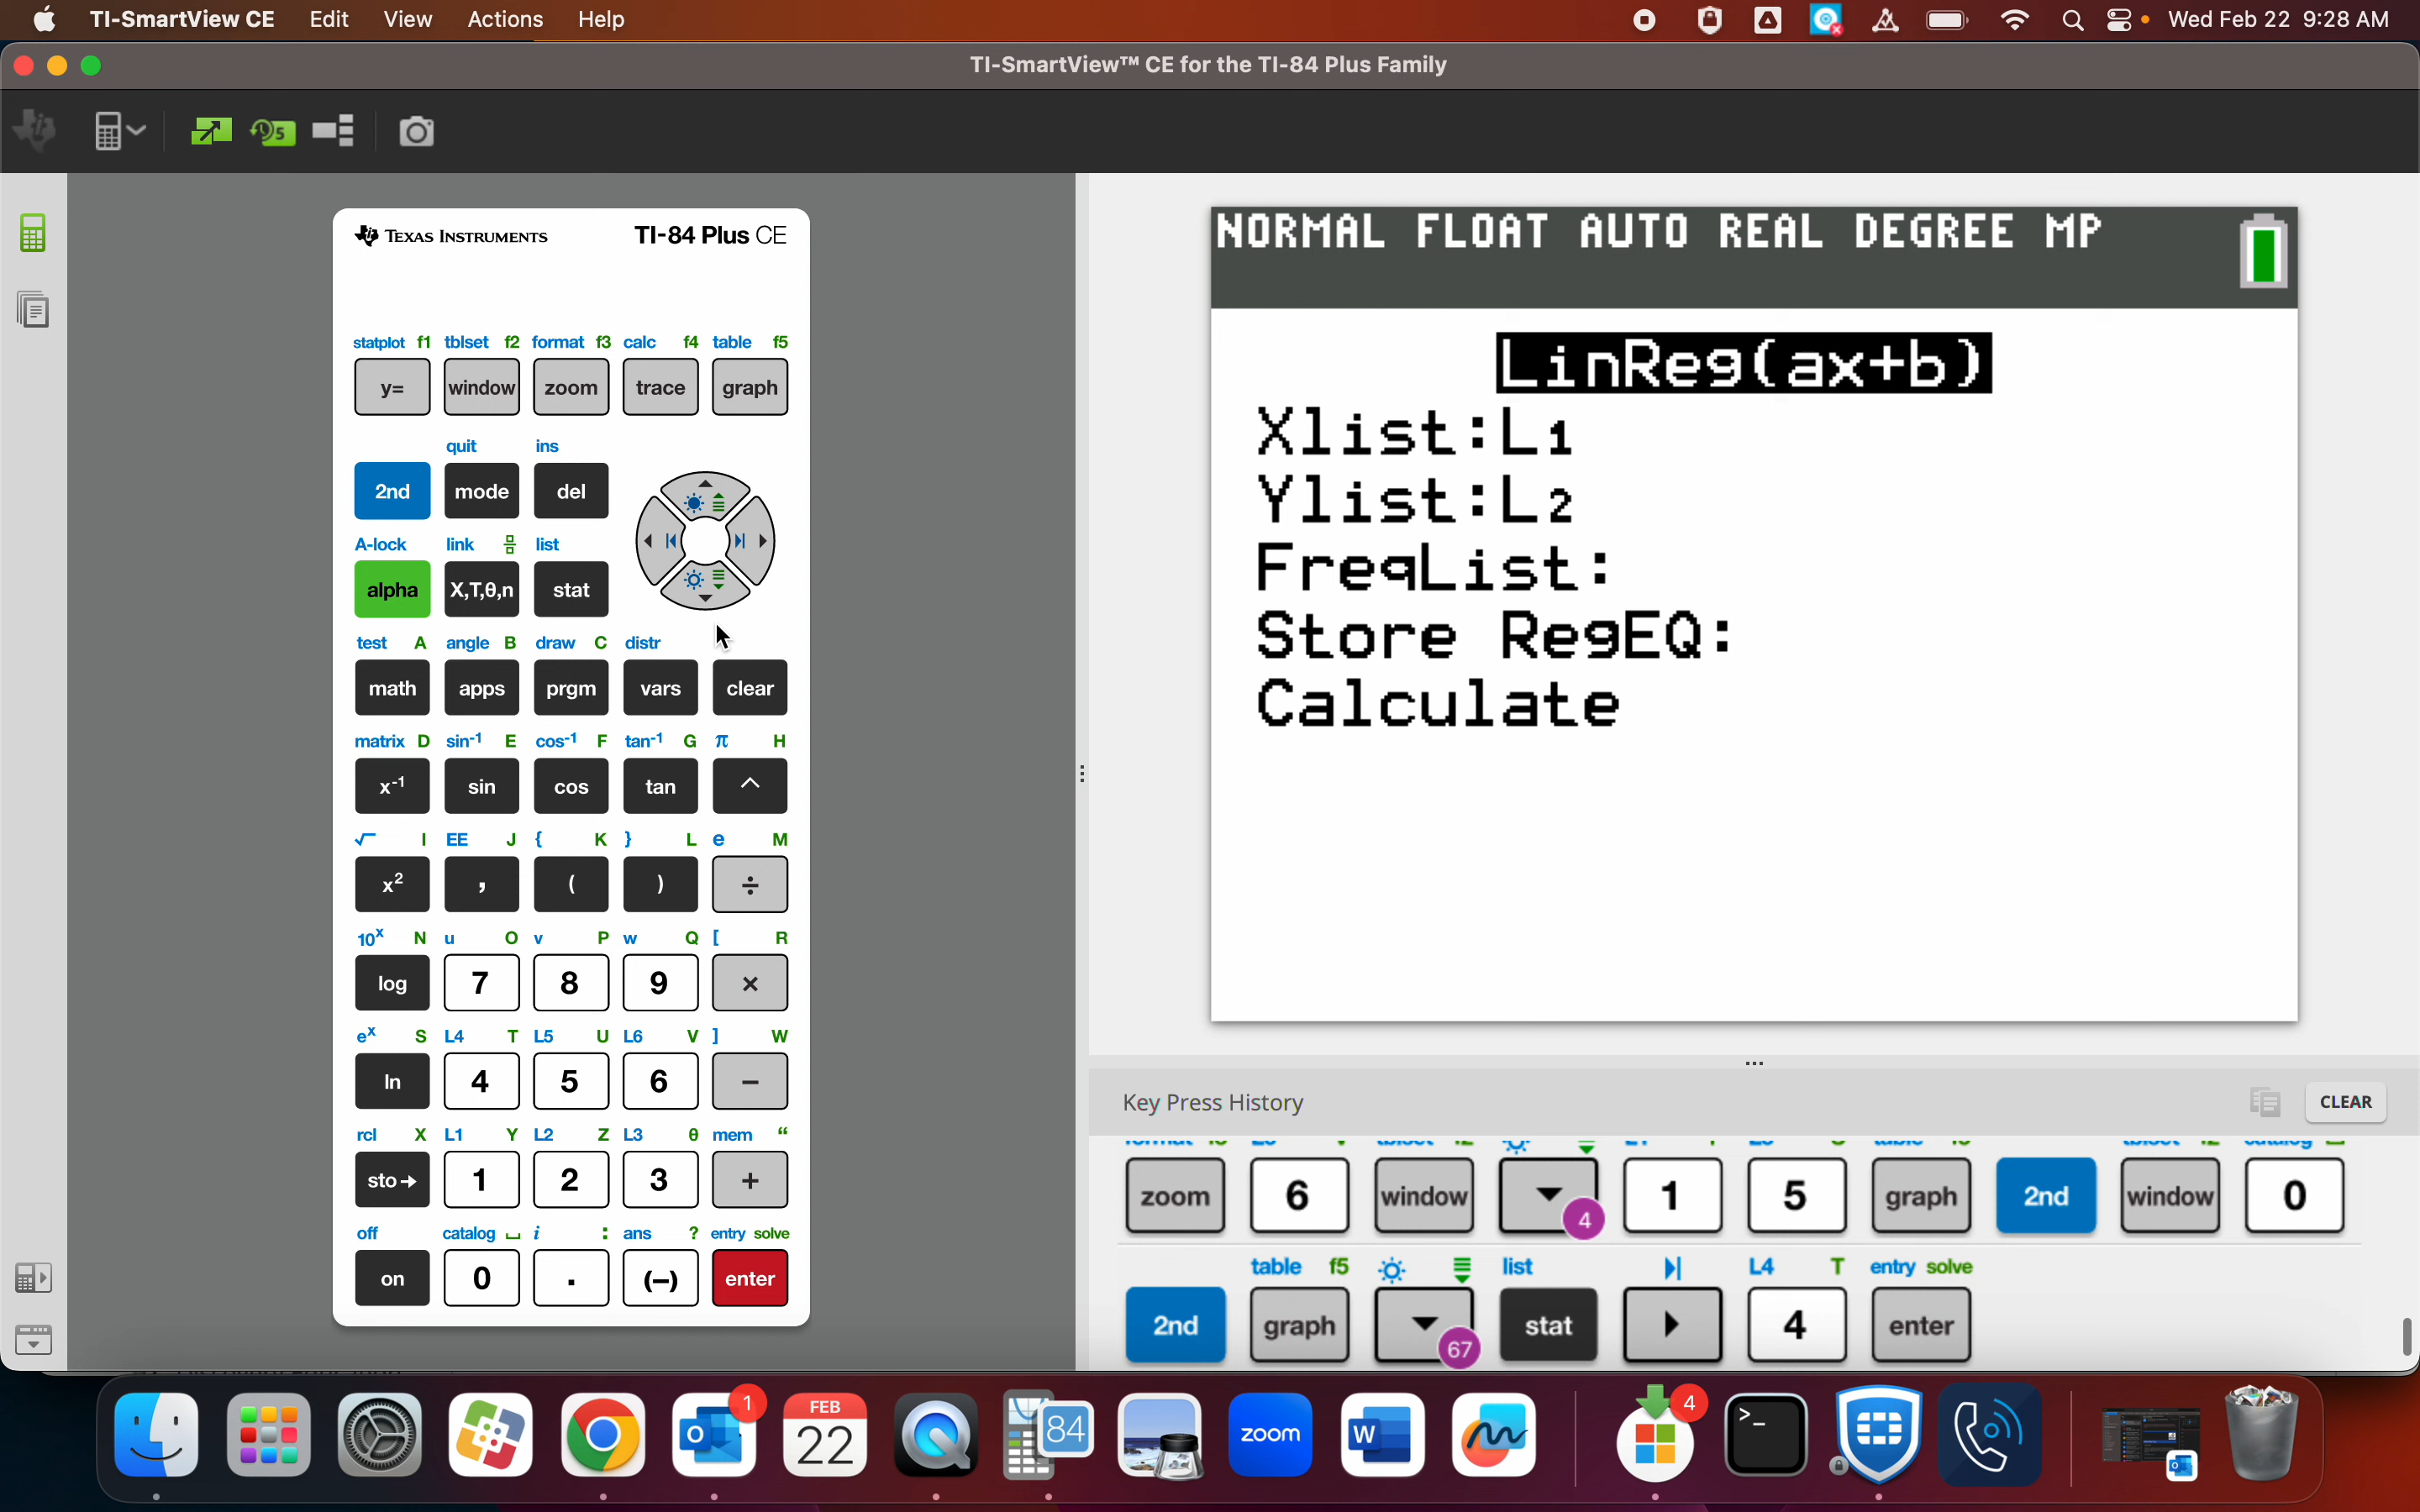 TI-SmartView CE Edit View Actions Help Wed Feb 22 9:28 AM
TI-SmartView™ CE for the TI-84 Plus Family
TEXAS INSTRUMENTS TI-84 Plus CE
statplot f1 tblset f2 format f3 calc f4 table f5
y= window zoom trace graph
quit ins
2nd mode del
A-lock link list
alpha X,T,θ,n stat
test A angle B draw C distr
math apps prgm vars clear
matrix D sin⁻¹ E cos⁻¹ F tan⁻¹ G π H
x⁻¹ sin cos tan ^
√ I EE J { K } L e M
x² , ( ) ÷
10ˣ N u O v P w Q [ R
log 7 8 9 ×
eˣ S L4 T L5 U L6 V ] W
ln 4 5 6 −
rcl X L1 Y L2 Z L3 θ mem “
sto→ 1 2 3 +
off catalog ⎵ i : ans ? entry solve
on 0 . (−) enter
NORMAL FLOAT AUTO REAL DEGREE MP
LinReg(ax+b)
Xlist:L₁
Ylist:L₂
FreqList:
Store RegEQ:
Calculate
Key Press History CLEAR
zoom 6 window 4 1 5 graph 2nd window 0
table f5 list L4 T entry solve
2nd graph 67 stat 4 enter
1 FEB 22 84 zoom W 4 >_